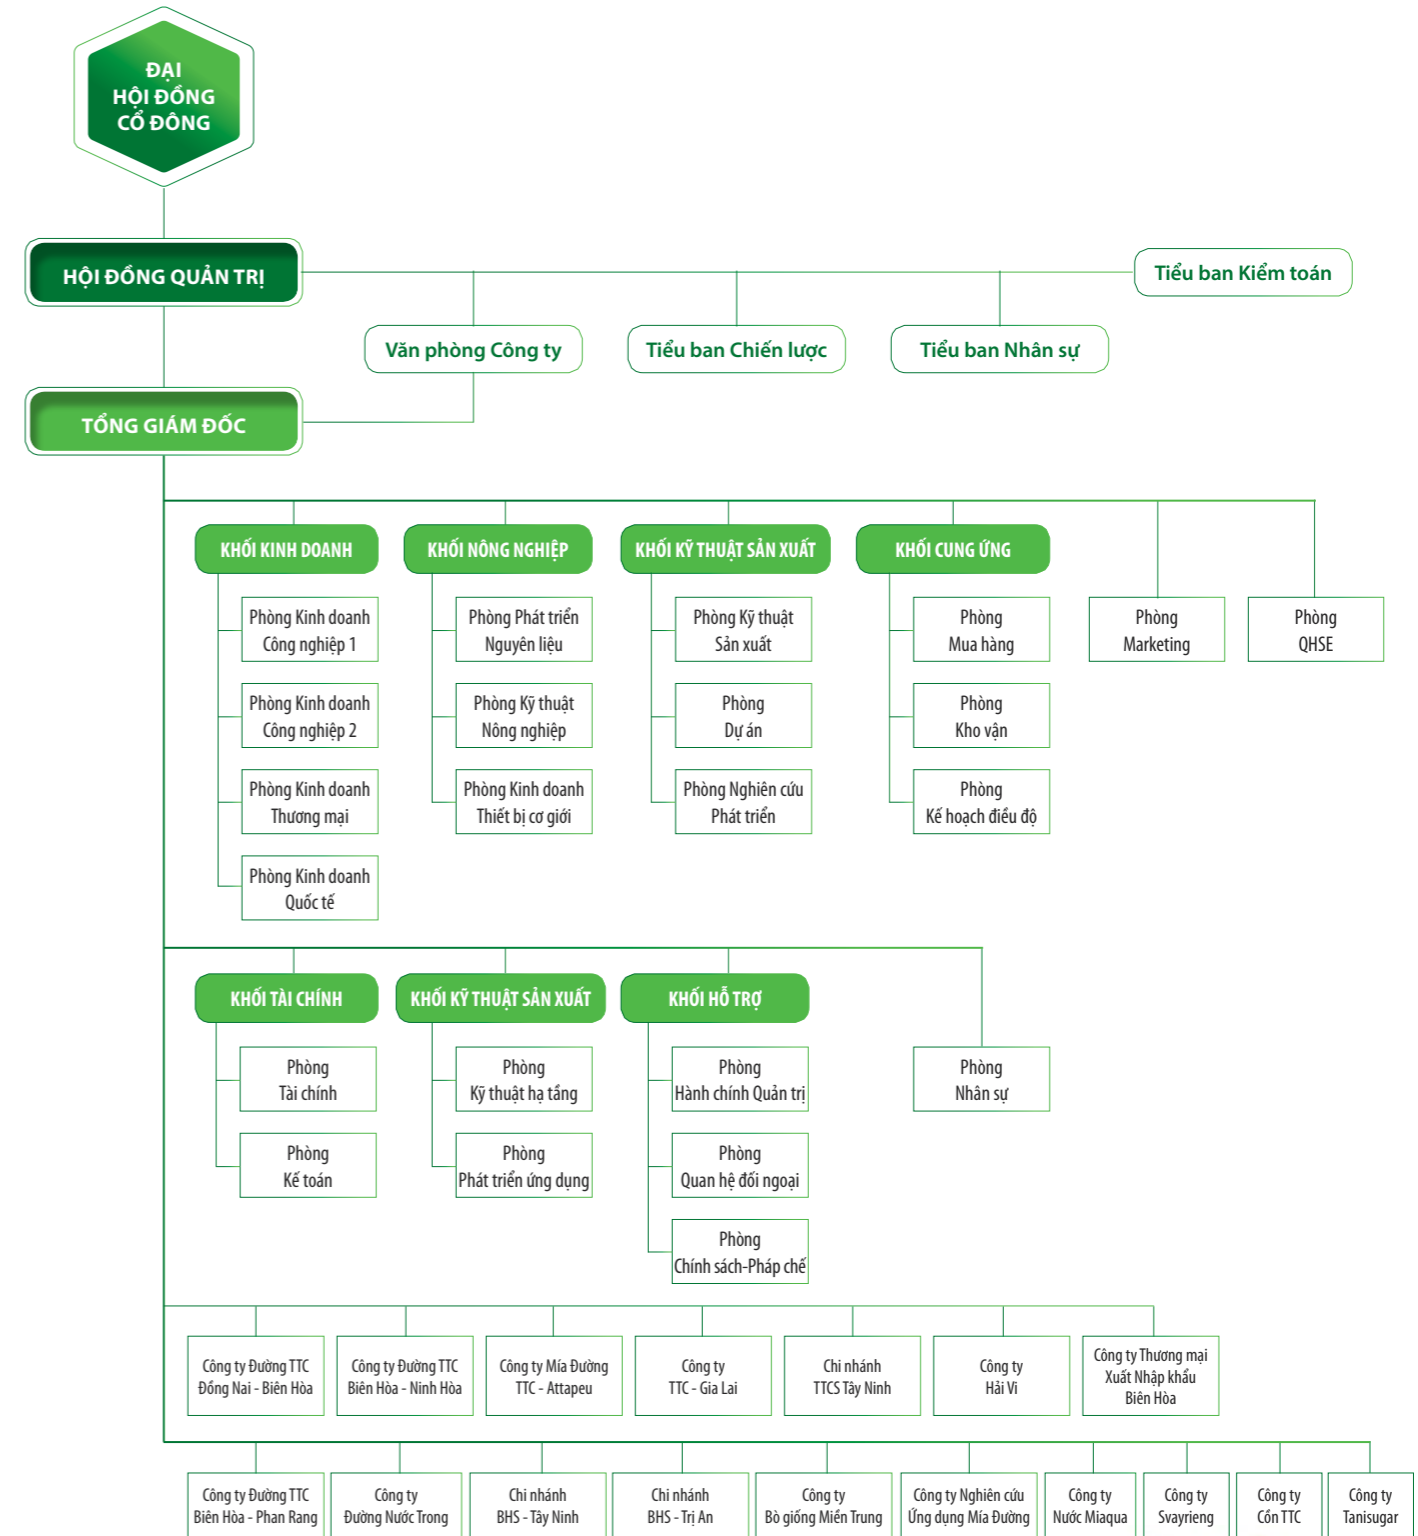 ĐẠI
HỘI ĐỒNG
CỔ ĐÔNG
HỘI ĐỒNG QUẢN TRỊ
Tiểu ban Kiểm toán
Văn phòng Công ty
Tiểu ban Chiến lược
Tiểu ban Nhân sự
TỔNG GIÁM ĐỐC
KHỐI KINH DOANH
Phòng Kinh doanh
Công nghiệp 1
Phòng Kinh doanh
Công nghiệp 2
Phòng Kinh doanh
Thương mại
Phòng Kinh doanh
Quốc tế
KHỐI NÔNG NGHIỆP
Phòng Phát triển
Nguyên liệu
Phòng Kỹ thuật
Nông nghiệp
Phòng Kinh doanh
Thiết bị cơ giới
KHỐI KỸ THUẬT SẢN XUẤT
Phòng Kỹ thuật
Sản xuất
Phòng
Dự án
Phòng Nghiên cứu
Phát triển
KHỐI CUNG ỨNG
Phòng
Mua hàng
Phòng
Kho vận
Phòng
Kế hoạch điều độ
Phòng
Marketing
Phòng
QHSE
KHỐI TÀI CHÍNH
Phòng
Tài chính
Phòng
Kế toán
KHỐI KỸ THUẬT SẢN XUẤT
Phòng
Kỹ thuật hạ tầng
Phòng
Phát triển ứng dụng
KHỐI HỖ TRỢ
Phòng
Hành chính Quản trị
Phòng
Quan hệ đối ngoại
Phòng
Chính sách-Pháp chế
Phòng
Nhân sự
Công ty Đường TTC
Đồng Nai - Biên Hòa
Công ty Đường TTC
Biên Hòa - Ninh Hòa
Công ty Mía Đường
TTC - Attapeu
Công ty
TTC - Gia Lai
Chi nhánh
TTCS Tây Ninh
Công ty
Hải Vi
Công ty Thương mại
Xuất Nhập khẩu
Biên Hòa
Công ty Đường TTC
Biên Hòa - Phan Rang
Công ty
Đường Nước Trong
Chi nhánh
BHS - Tây Ninh
Chi nhánh
BHS - Trị An
Công ty
Bò giống Miền Trung
Công ty Nghiên cứu
Ứng dụng Mía Đường
Công ty
Nước Miaqua
Công ty
Svayrieng
Công ty
Cồn TTC
Công ty
Tanisugar